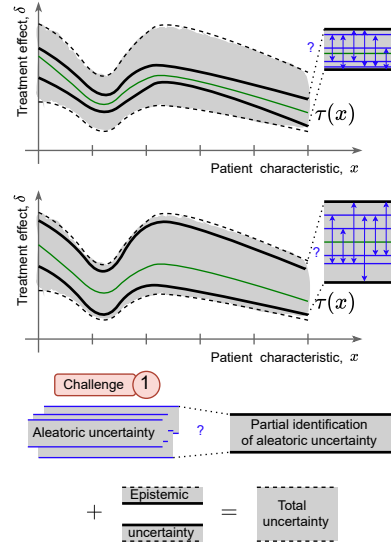 Treatment effect, δ
?
τ(x)
Patient characteristic, x
Treatment effect, δ
?
τ(x)
Patient characteristic, x
Challenge 1
Aleatoric uncertainty
?
Partial identification
of aleatoric uncertainty
+
Epistemic
uncertainty
=
Total
uncertainty